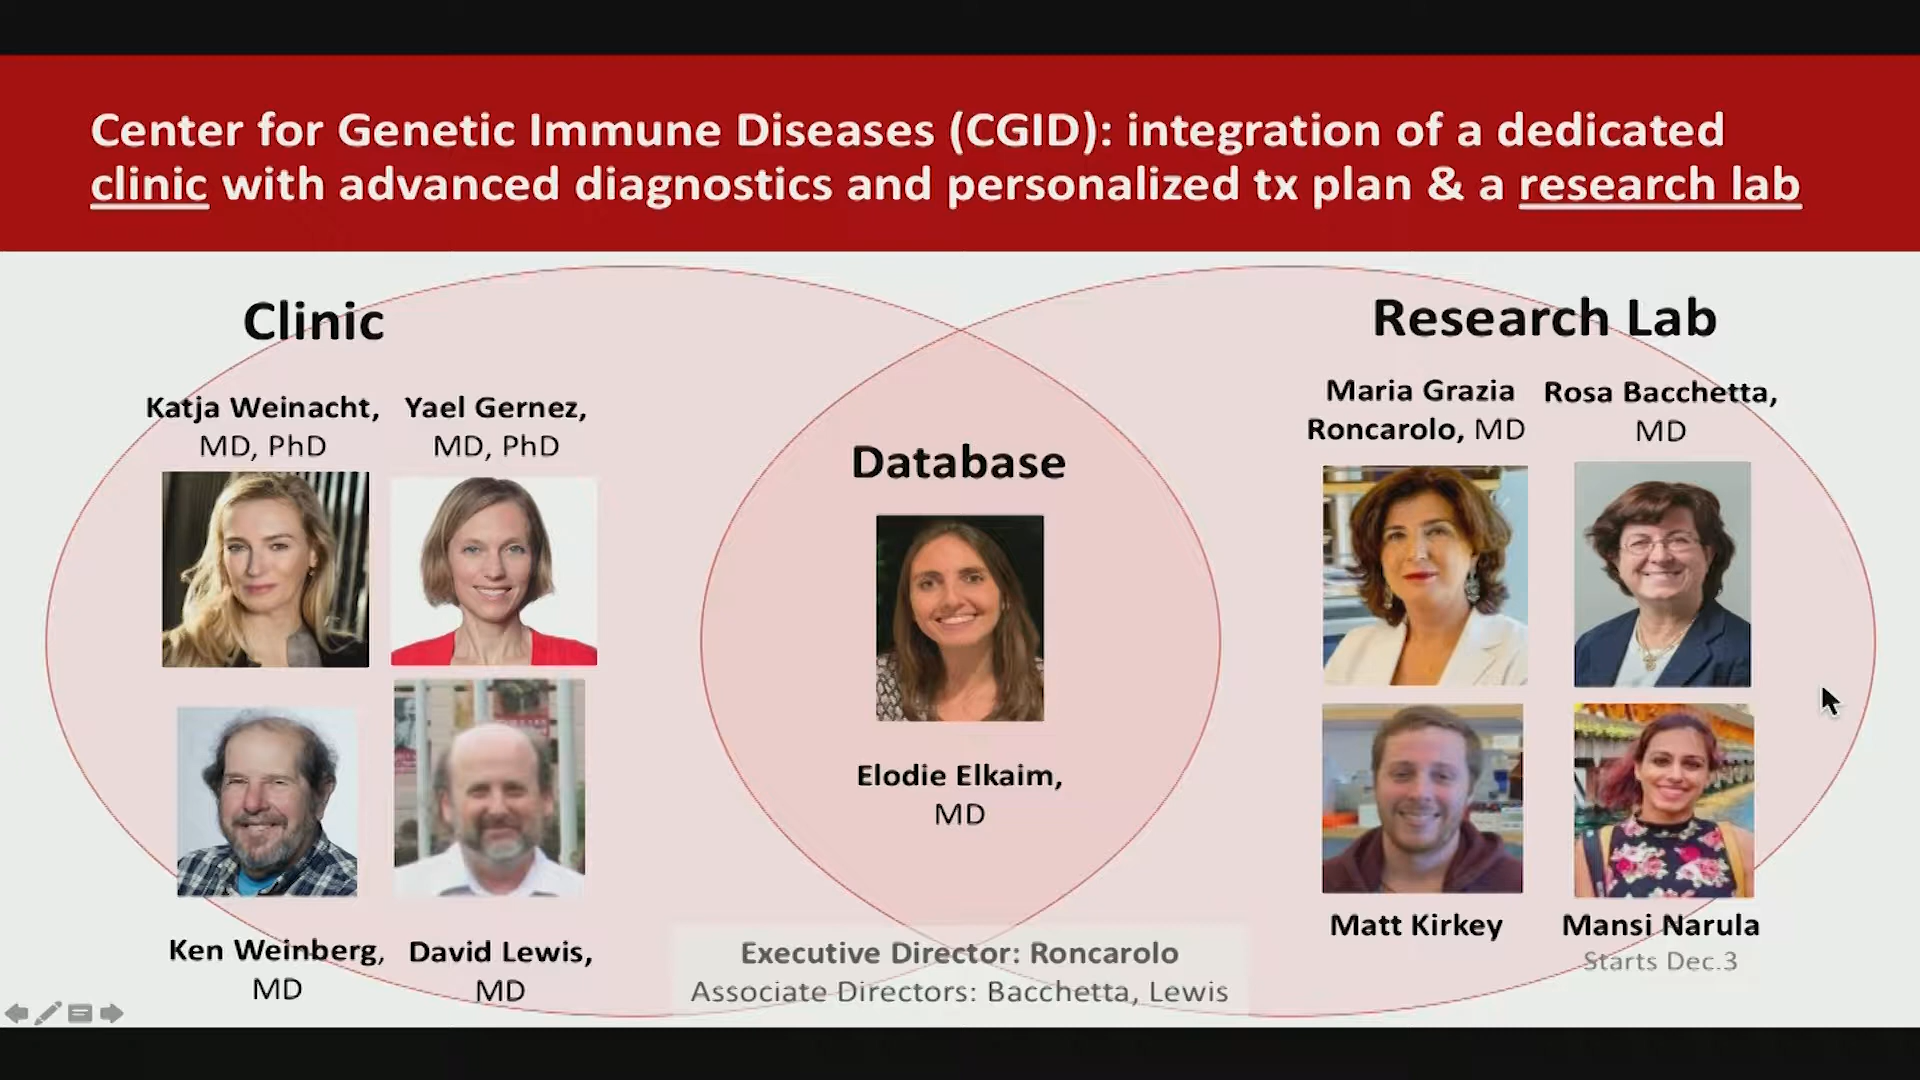 Center for Genetic Immune Diseases (CGID): integration of a dedicated
clinic with advanced diagnostics and personalized tx plan & a research lab
Clinic
Katja Weinacht,
MD, PhD
Yael Gernez,
MD, PhD
Ken Weinberg,
MD
David Lewis,
MD
Database
Elodie Elkaim,
MD
Research Lab
Maria Grazia
Roncarolo, MD
Rosa Bacchetta,
MD
Matt Kirkey
Mansi Narula
Starts Dec.3
Executive Director: Roncarolo
Associate Directors: Bacchetta, Lewis